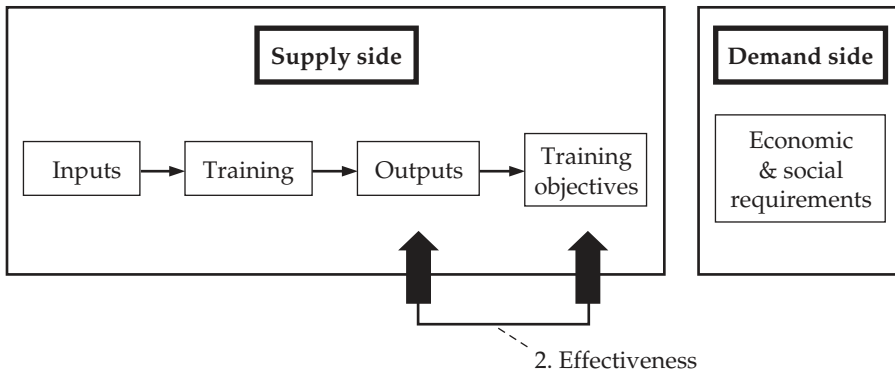 Supply side
Demand side
Inputs
Training
Outputs
Training
objectives
Economic
& social
requirements
2. Effectiveness